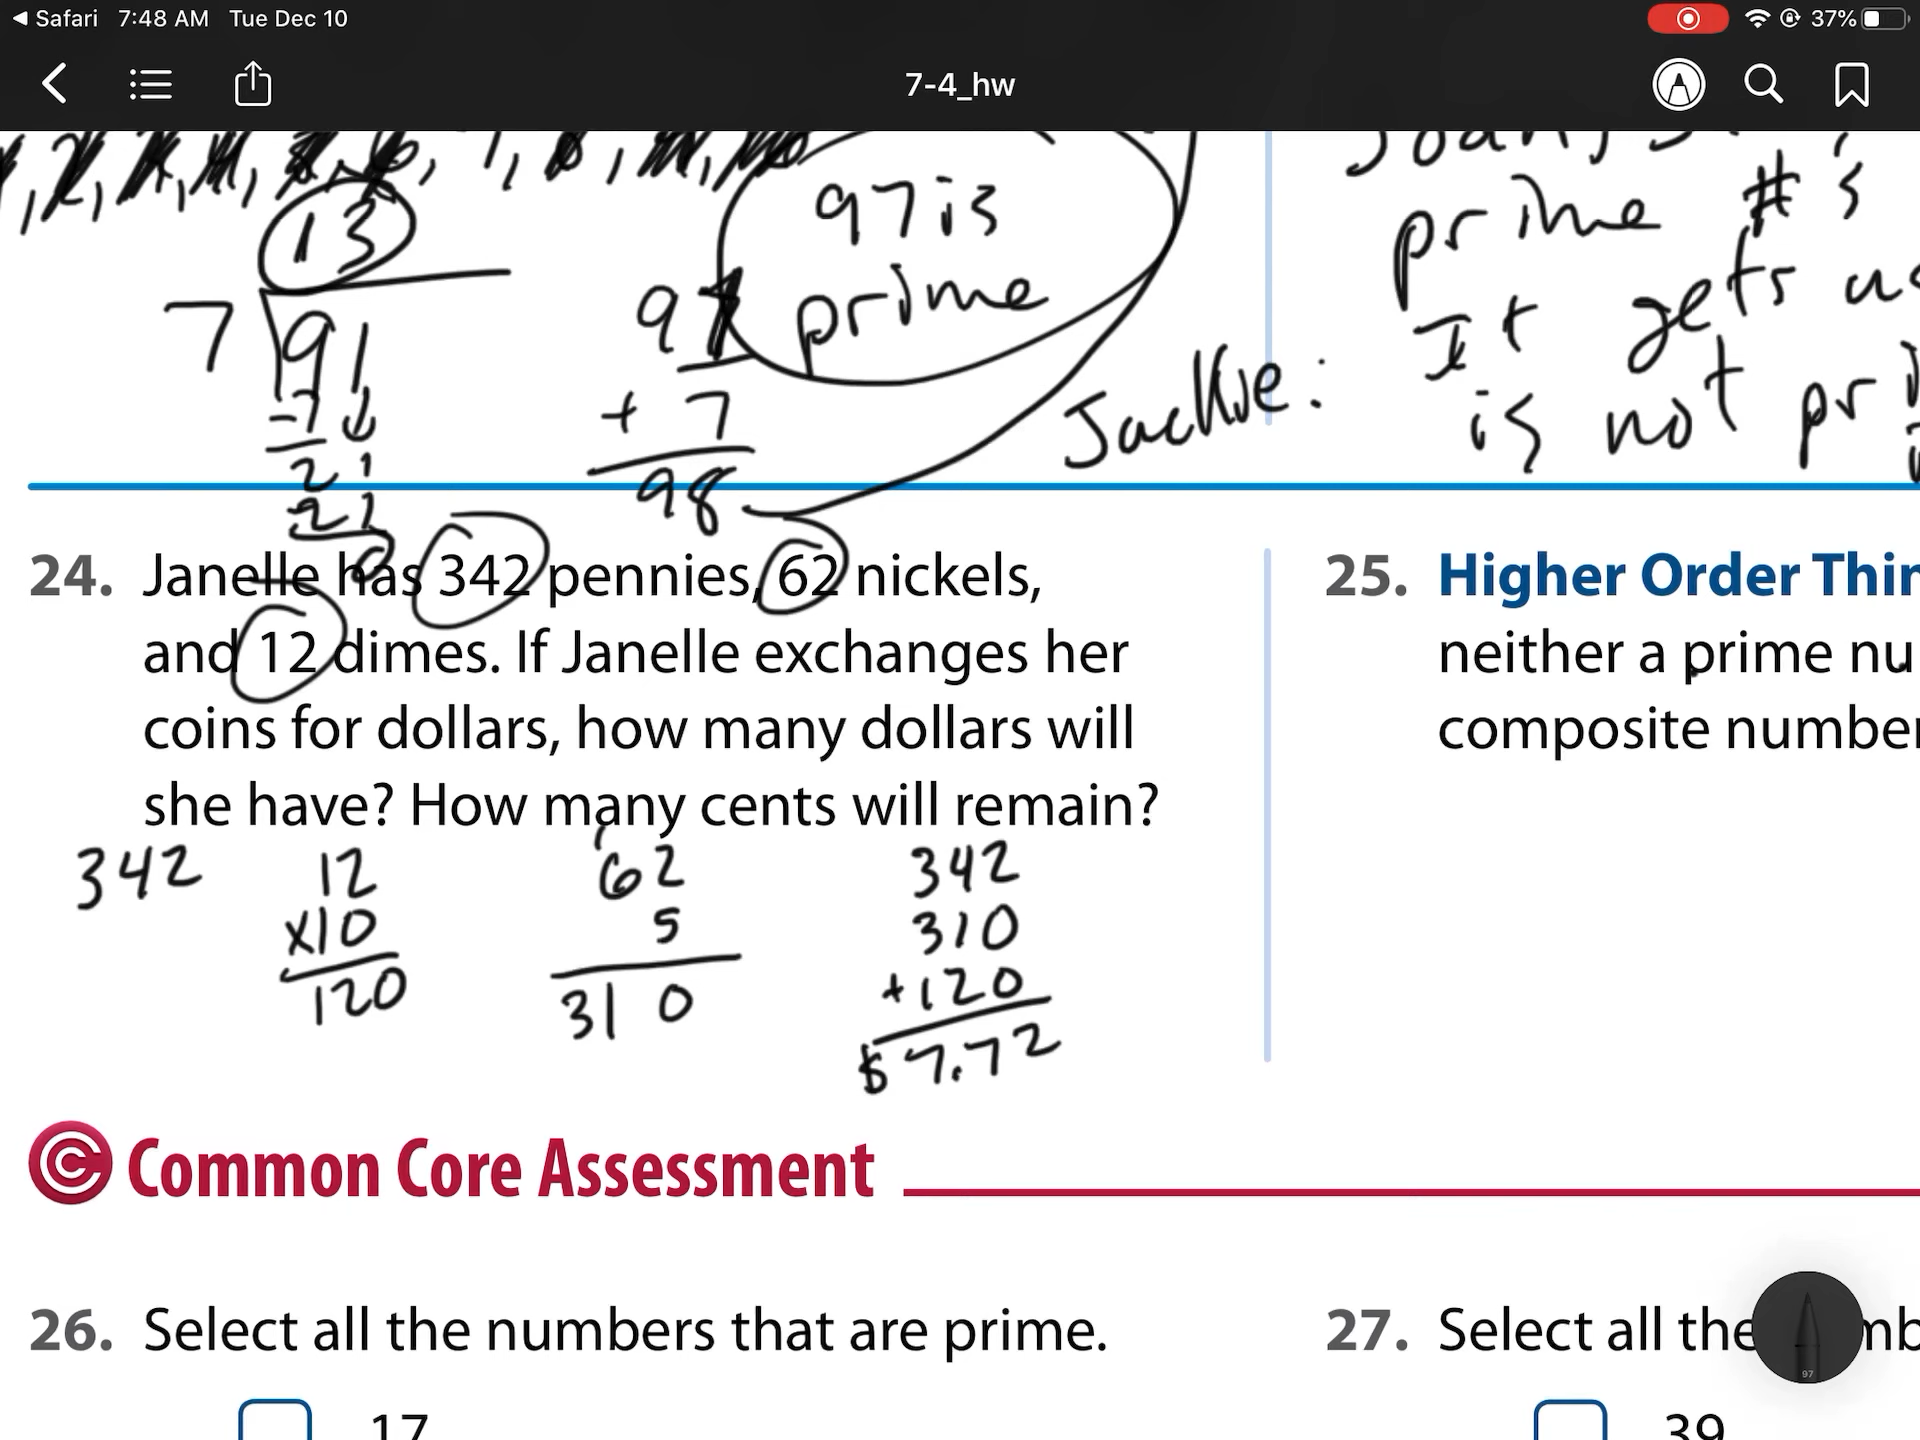 Safari 7:48 AM Tue Dec 10 37%
7-4_hw
13
7 91
-7
21
-21
0
97
+ 7
98
97 is
prime
Jackie:
prime #'s
It gets
is not
24. Janelle has 342 pennies, 62 nickels,
and 12 dimes. If Janelle exchanges her
coins for dollars, how many dollars will
she have? How many cents will remain?
342
12
x10
120
1
62
5
310
342
310
+120
$7.72
25. Higher Order
neither a prime
composite
Common Core Assessment
26. Select all the numbers that are prime.
17
27. Select all the
39
97